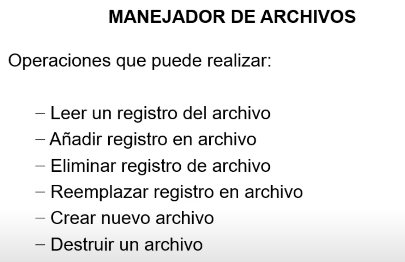 MANEJADOR DE ARCHIVOS
Operaciones que puede realizar:
– Leer un registro del archivo
– Añadir registro en archivo
– Eliminar registro de archivo
– Reemplazar registro en archivo
– Crear nuevo archivo
– Destruir un archivo